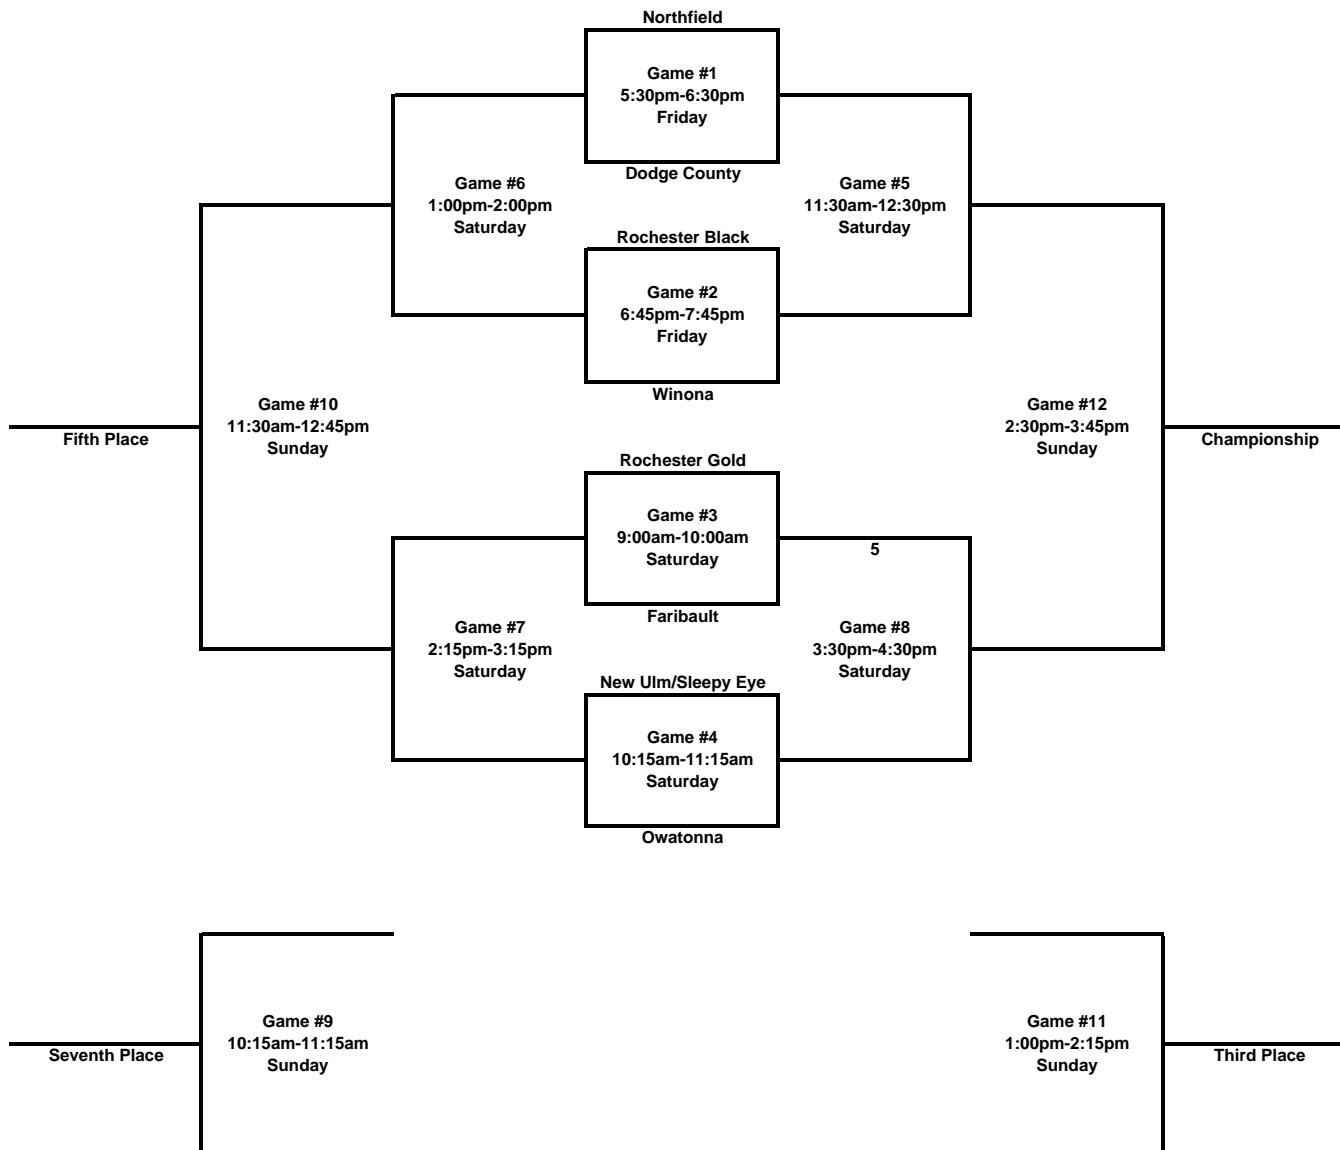 Northfield
Game #1
5:30pm-6:30pm
Friday
Dodge County
Game #6
1:00pm-2:00pm
Saturday
Game #5
11:30am-12:30pm
Saturday
Rochester Black
Game #2
6:45pm-7:45pm
Friday
Winona
Game #10
11:30am-12:45pm
Sunday
Fifth Place
Game #12
2:30pm-3:45pm
Sunday
Championship
Rochester Gold
Game #3
9:00am-10:00am
Saturday
5
Faribault
Game #7
2:15pm-3:15pm
Saturday
Game #8
3:30pm-4:30pm
Saturday
New Ulm/Sleepy Eye
Game #4
10:15am-11:15am
Saturday
Owatonna
Game #9
10:15am-11:15am
Sunday
Seventh Place
Game #11
1:00pm-2:15pm
Sunday
Third Place